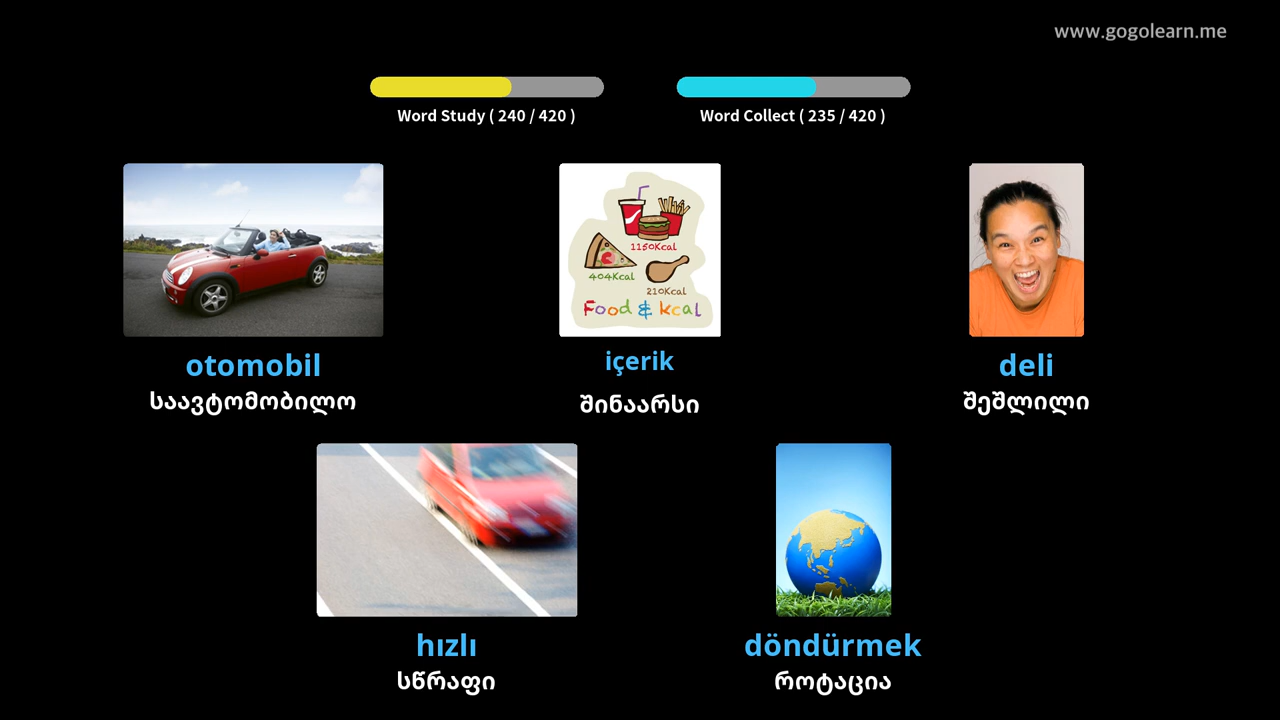 www.gogolearn.me
Word Study ( 240 / 420 )
Word Collect ( 235 / 420 )
1150Kcal
404Kcal
210Kcal
Food & kcal
otomobil
საავტომობილო
içerik
შინაარსი
deli
შეშლილი
hızlı
სწრაფი
döndürmek
როტაცია